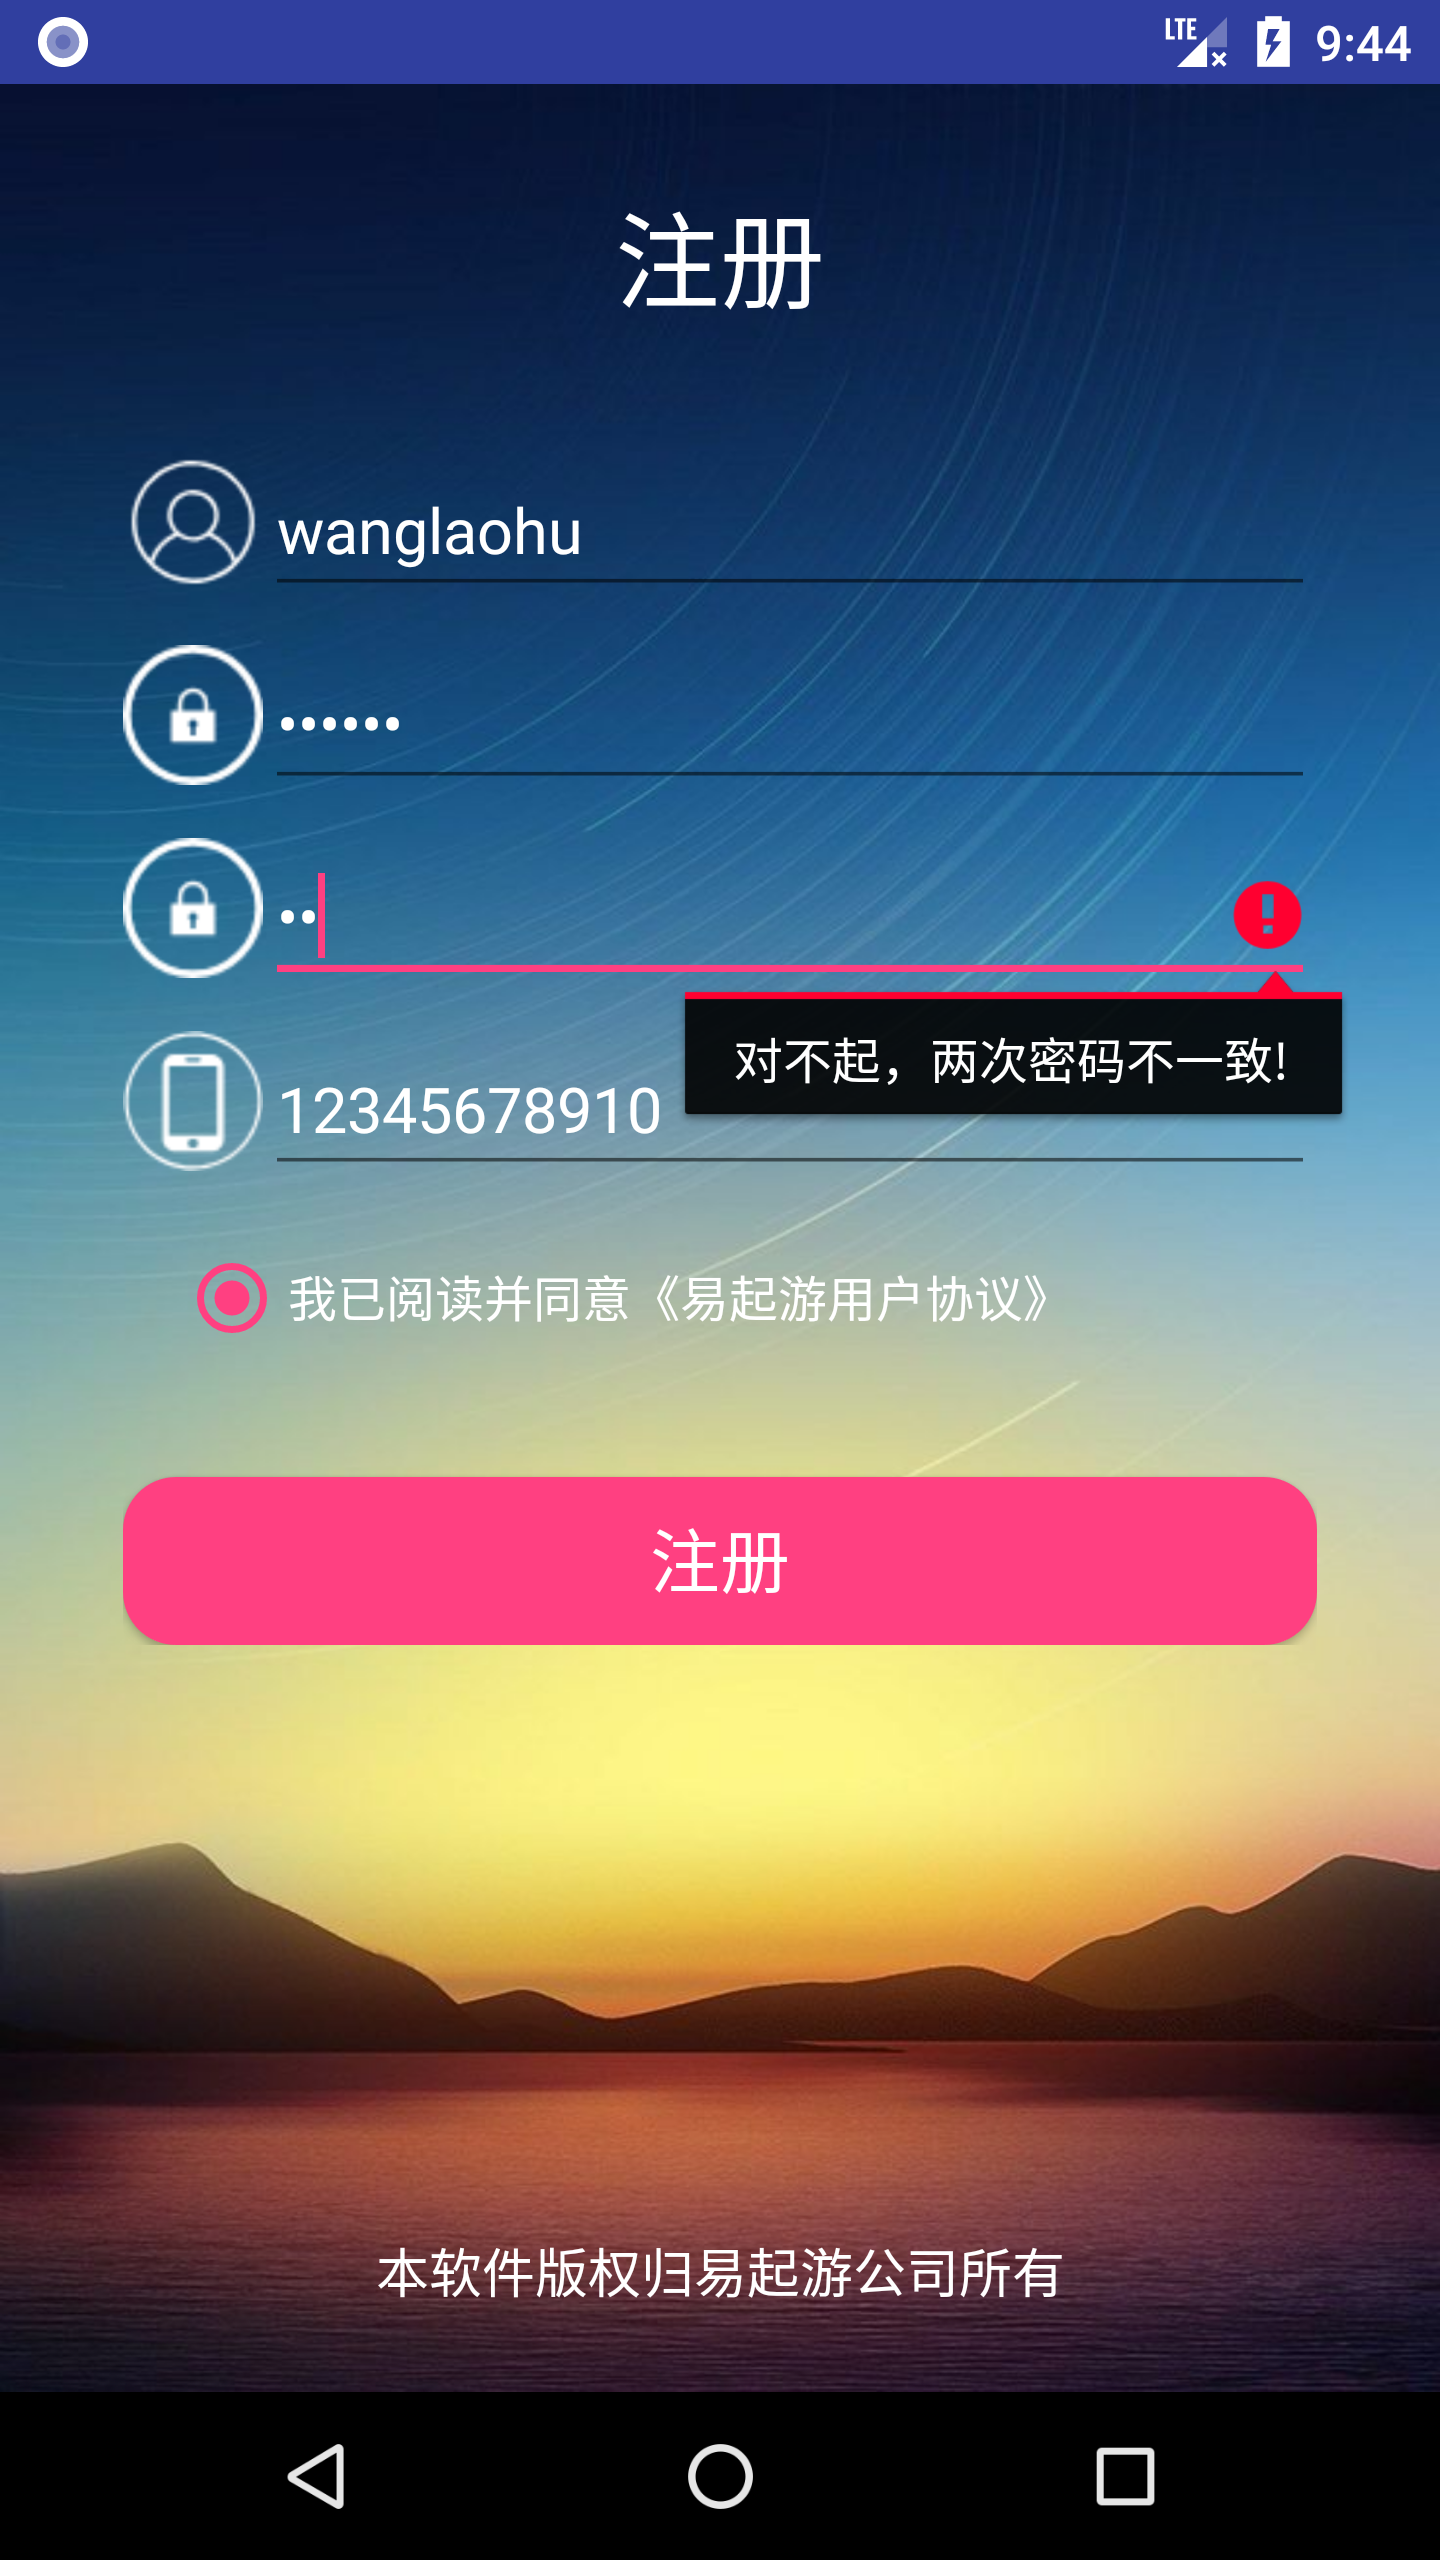 LTE 9:44
注册
wanglaohu
••••••
••
对不起，两次密码不一致!
12345678910
我已阅读并同意《易起游用户协议》
注册
本软件版权归易起游公司所有